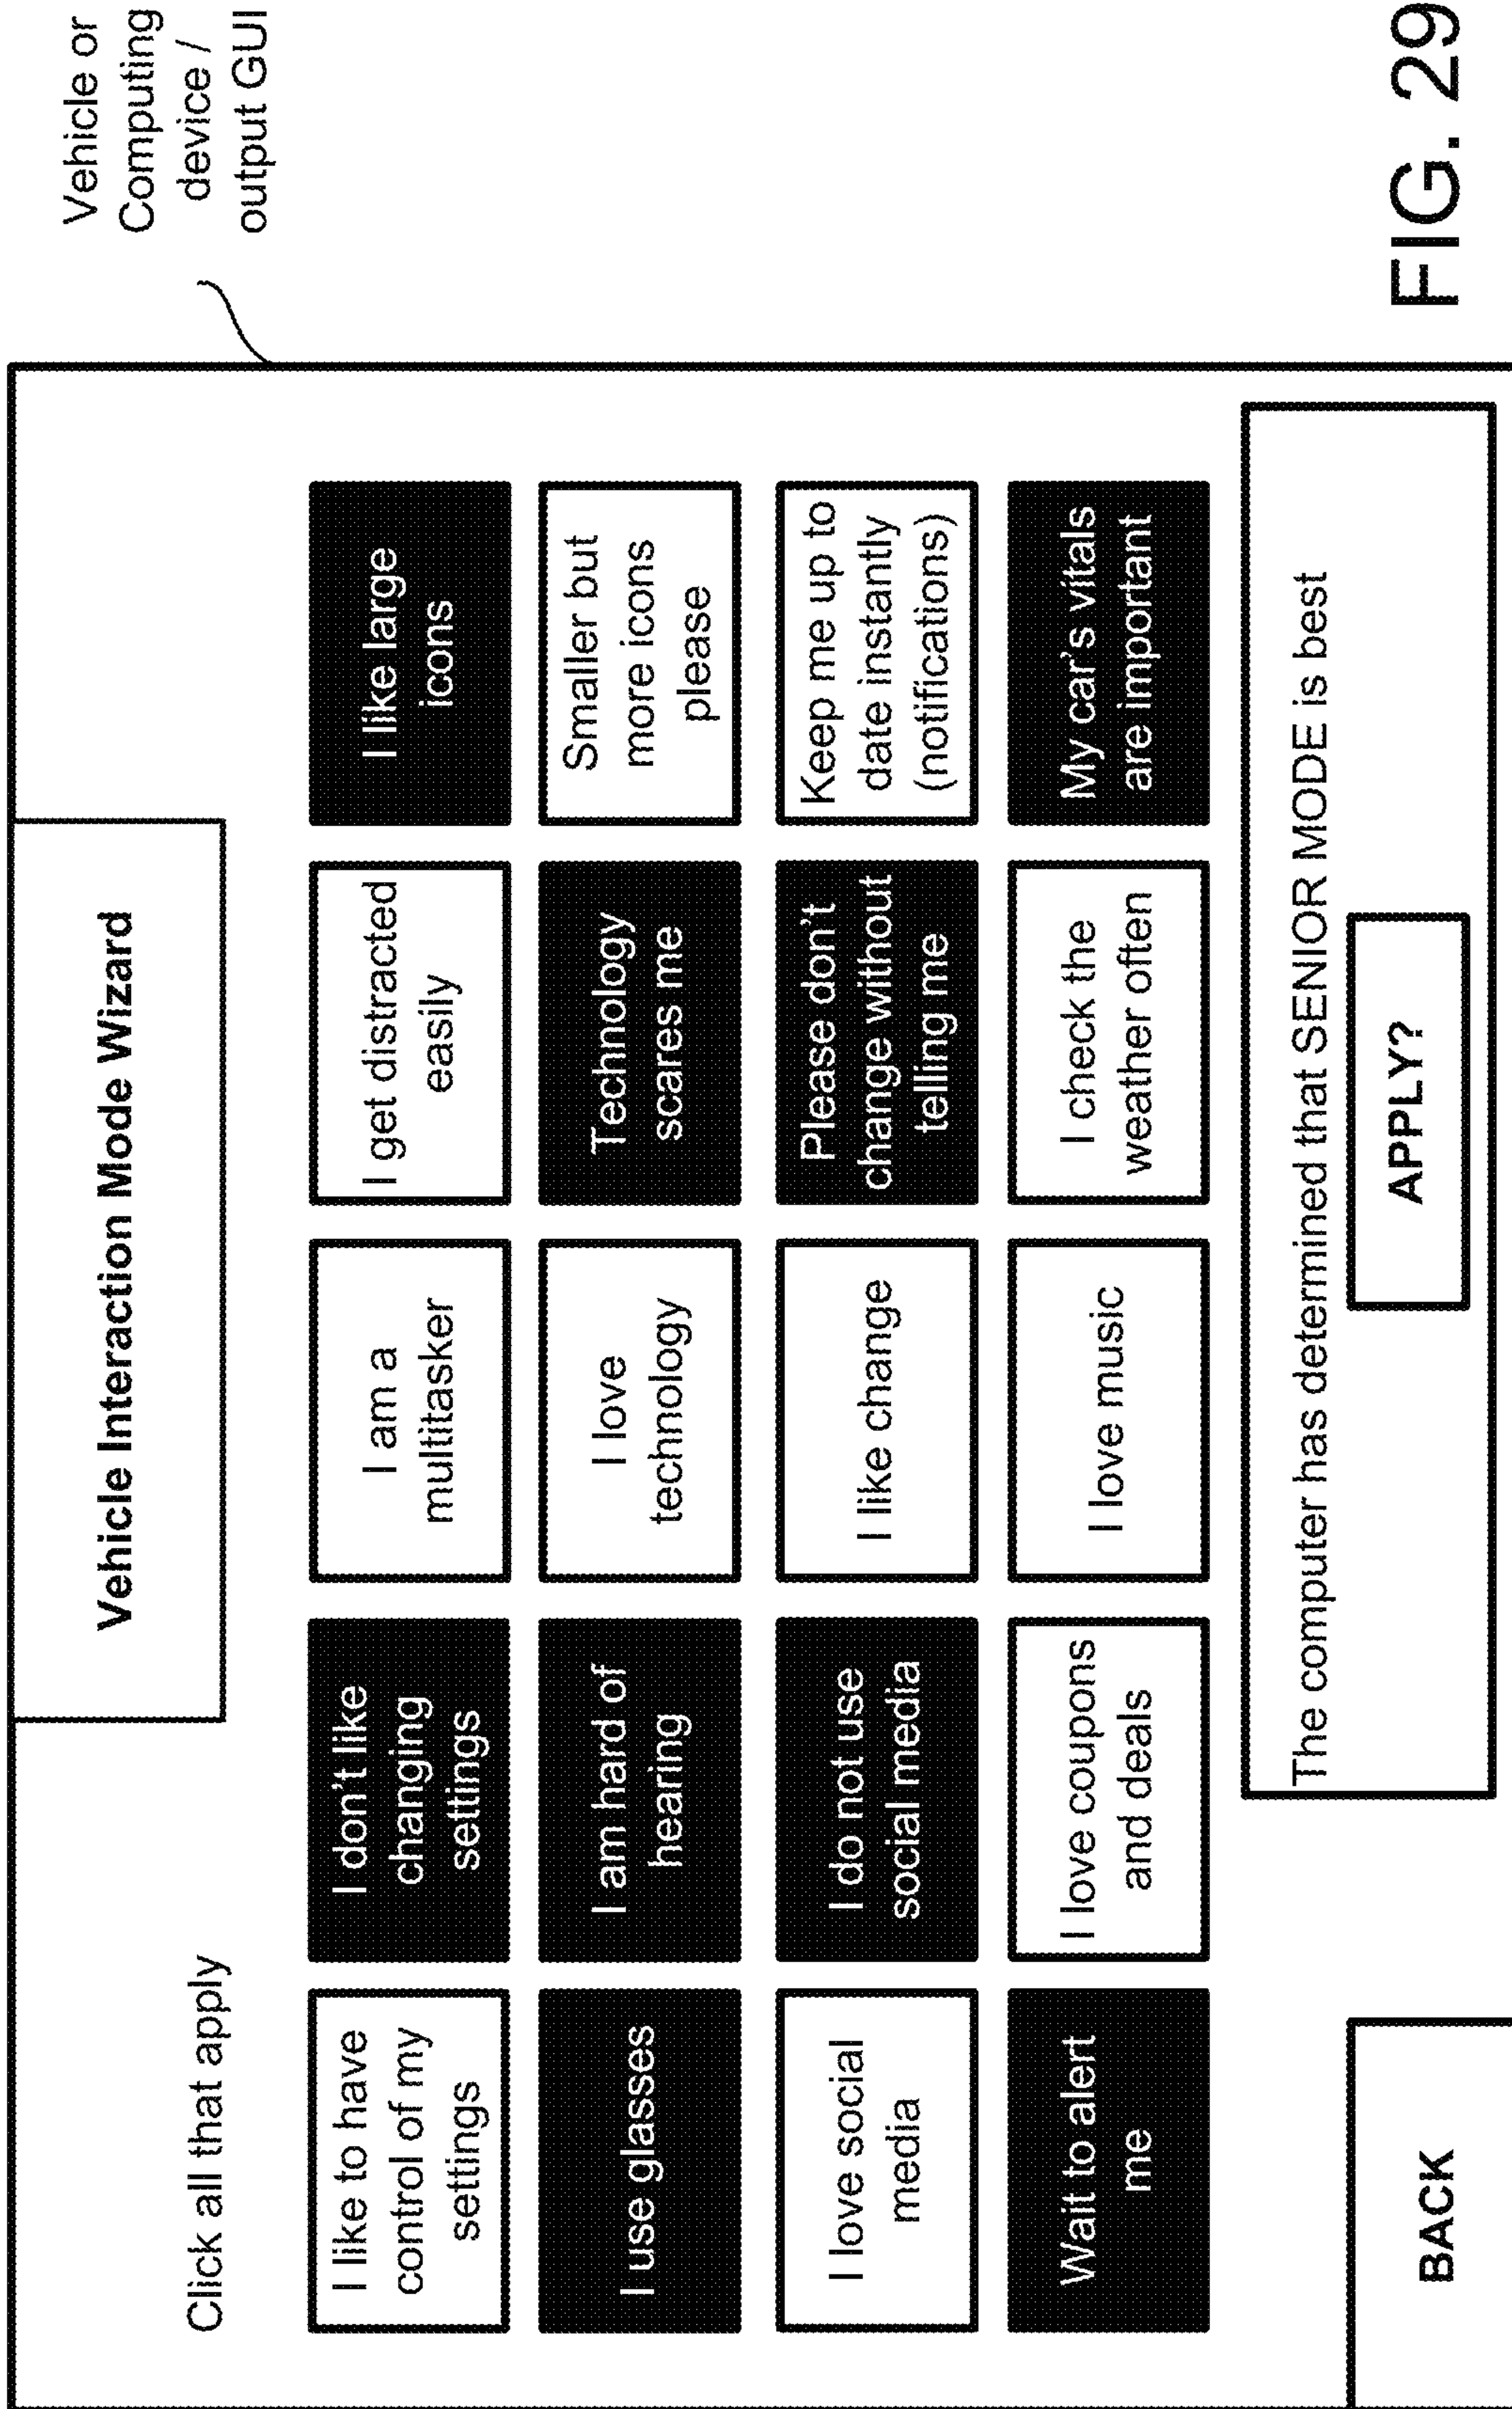 Vehicle Interaction Mode Wizard
Vehicle or
Computing
device /
output GUI
Click all that apply
I like to have
control of my
settings
I don't like
changing
settings
I am a
multitasker
I get distracted
easily
I like large
icons
I use glasses
I am hard of
hearing
I love
technology
Technology
scares me
Smaller but
more icons
please
I love social
media
I do not use
social media
I like change
Please don't
change without
telling me
Keep me up to
date instantly
(notifications)
Wait to alert
me
I love coupons
and deals
I love music
I check the
weather often
My car's vitals
are important
The computer has determined that SENIOR MODE is best
APPLY?
BACK
FIG. 29